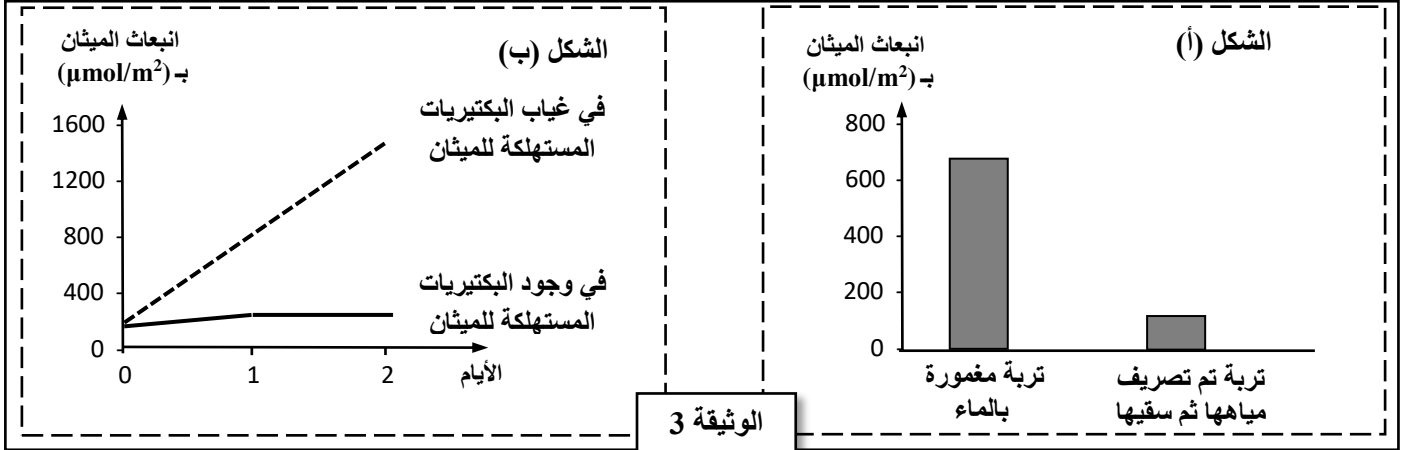 الشكل (أ)
انبعاث الميثان
بـ (µmol/m²)
800
600
400
200
0
تربة مغمورة
بالماء
تربة تم تصريف
مياهها ثم سقيها
الشكل (ب)
انبعاث الميثان
بـ (µmol/m²)
1600
1200
800
400
0
في غياب البكتيريات
المستهلكة للميثان
في وجود البكتيريات
المستهلكة للميثان
0 1 2
الأيام
الوثيقة 3